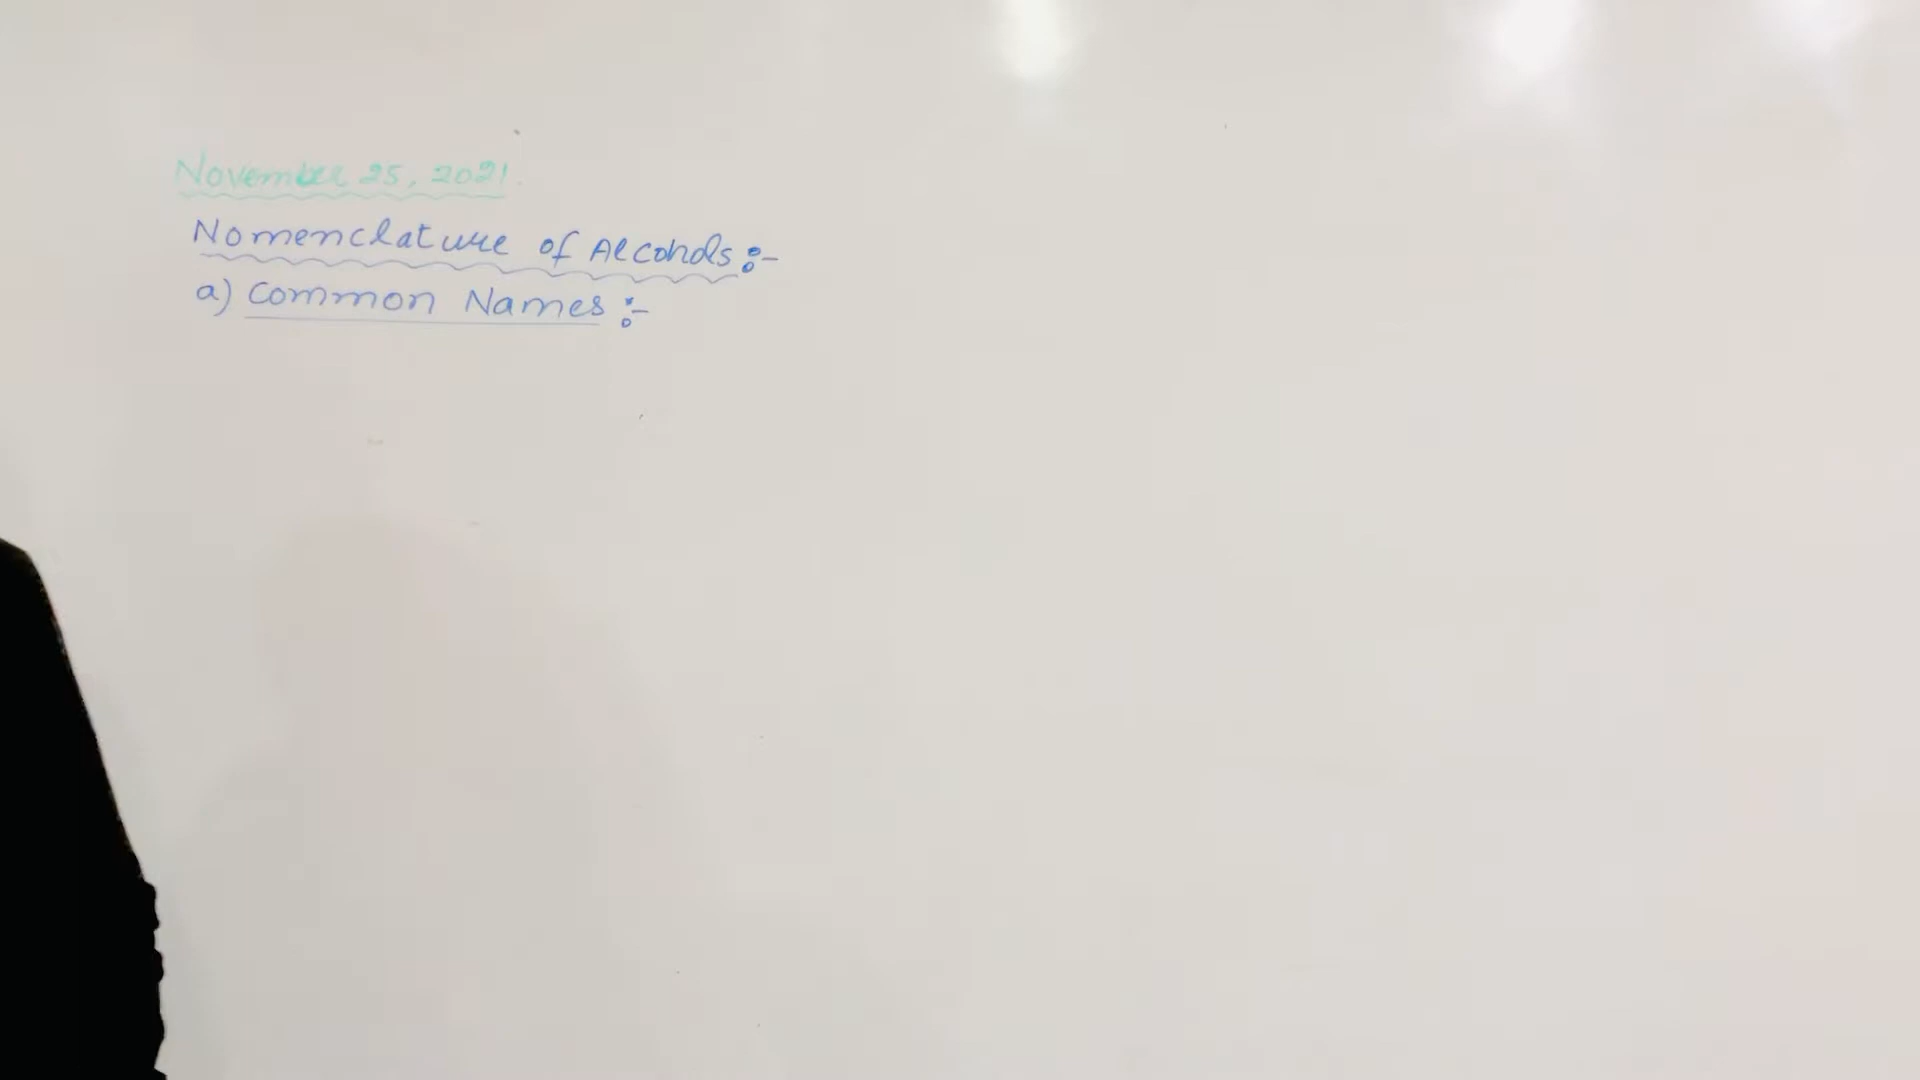 November 25, 2021.
Nomenclature of Alcohols:-
a) Common Names:-